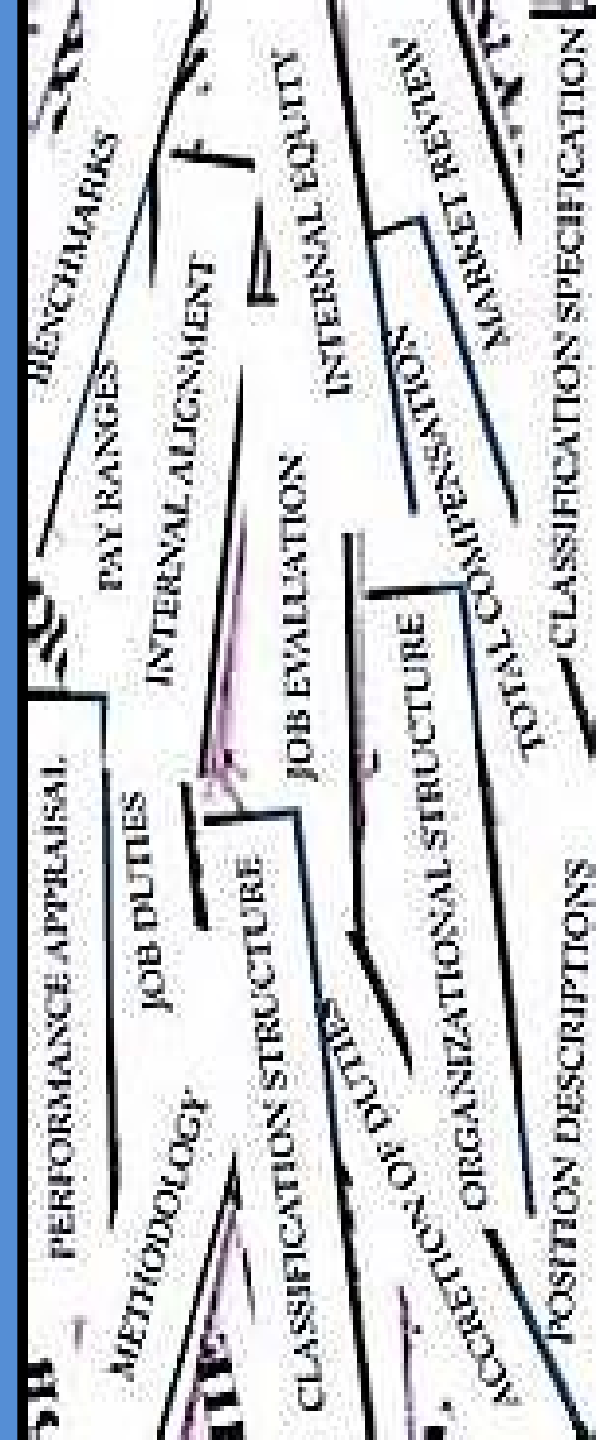 BENCHMARKS
PAY RANGES
INTERNAL ALIGNMENT
INTERNAL EQUITY
MARKET REVIEW
CLASSIFICATION SPECIFICATION
JOB EVALUATION
TOTAL COMPENSATION
PERFORMANCE APPRAISAL
JOB DUTIES
CLASSIFICATION STRUCTURE
ORGANIZATIONAL STRUCTURE
METHODOLOGY
ACCRETION OF DUTIES
POSITION DESCRIPTIONS